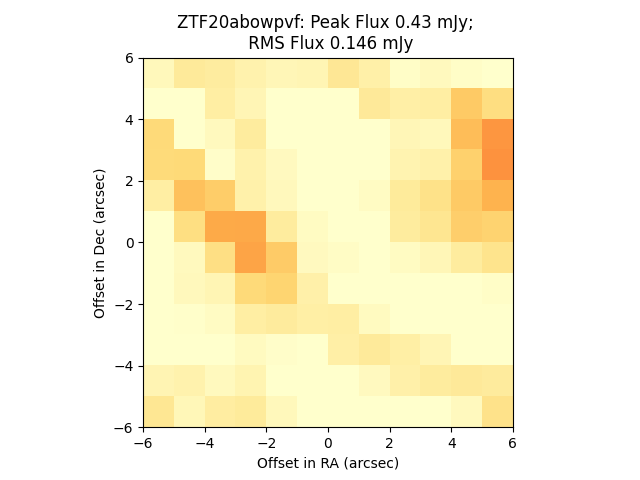 ZTF20abowpvf: Peak Flux 0.43 mJy;
RMS Flux 0.146 mJy
6
4
2
0
−2
−4
−6
Offset in Dec (arcsec)
−6 −4 −2 0 2 4 6
Offset in RA (arcsec)